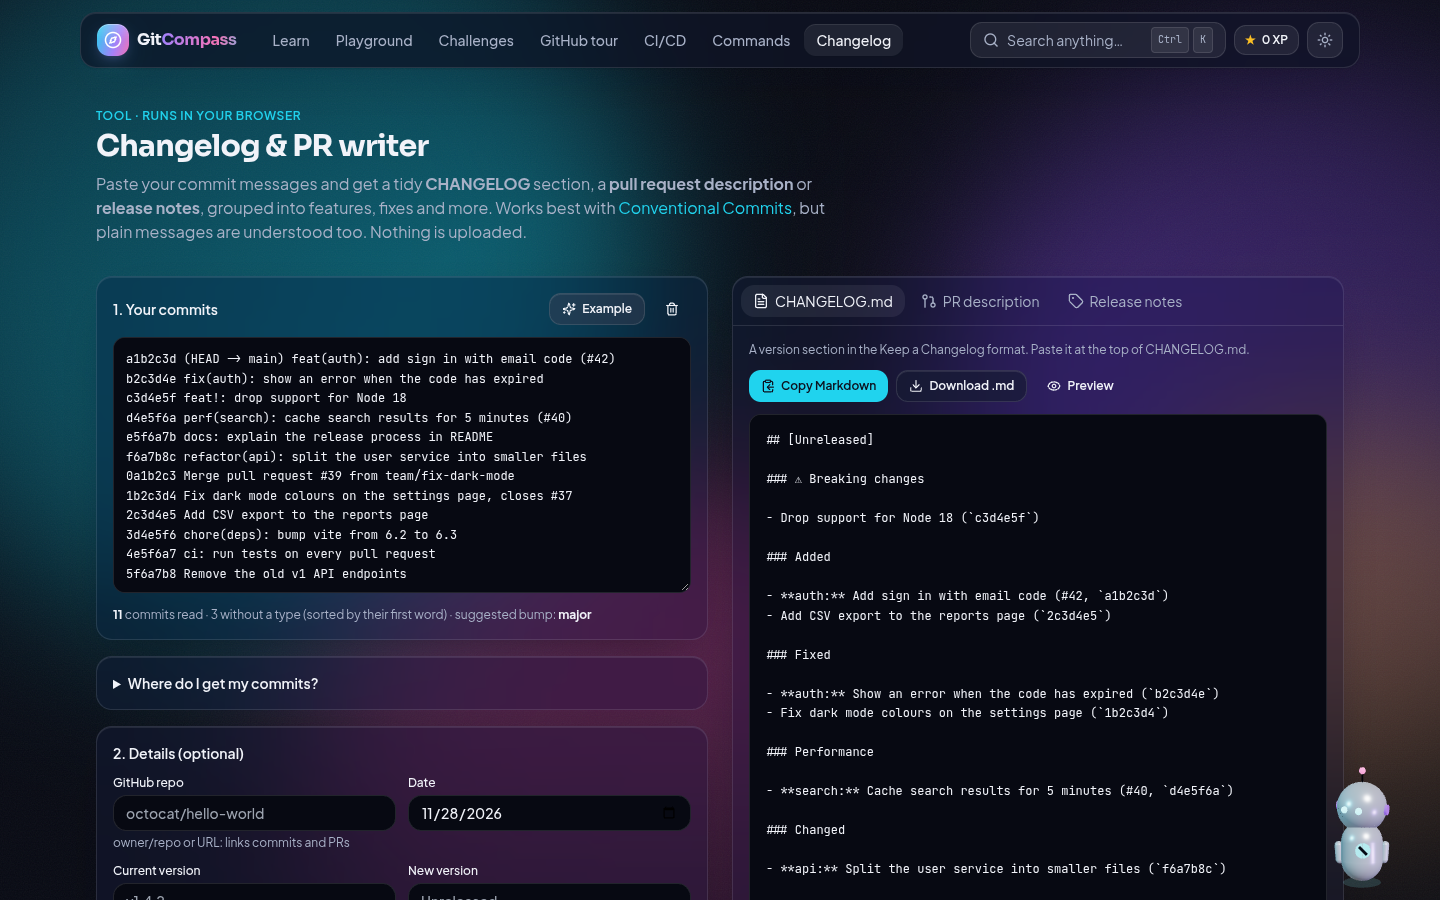 GitCompass
Learn
Playground
Challenges
GitHub tour
CI/CD
Commands
Changelog
Search anything...
Ctrl
K
★ 0 XP
TOOL · RUNS IN YOUR BROWSER
Changelog & PR writer
Paste your commit messages and get a tidy CHANGELOG section, a pull request description or
release notes, grouped into features, fixes and more. Works best with Conventional Commits, but
plain messages are understood too. Nothing is uploaded.
1. Your commits
Example
a1b2c3d (HEAD -> main) feat(auth): add sign in with email code (#42)
b2c3d4e fix(auth): show an error when the code has expired
c3d4e5f feat!: drop support for Node 18
d4e5f6a perf(search): cache search results for 5 minutes (#40)
e5f6a7b docs: explain the release process in README
f6a7b8c refactor(api): split the user service into smaller files
0a1b2c3 Merge pull request #39 from team/fix-dark-mode
1b2c3d4 Fix dark mode colours on the settings page, closes #37
2c3d4e5 Add CSV export to the reports page
3d4e5f6 chore(deps): bump vite from 6.2 to 6.3
4e5f6a7 ci: run tests on every pull request
5f6a7b8 Remove the old v1 API endpoints
11 commits read · 3 without a type (sorted by their first word) · suggested bump: major
Where do I get my commits?
2. Details (optional)
GitHub repo
Date
octocat/hello-world
11/28/2026
owner/repo or URL: links commits and PRs
Current version
New version
v1.4.2
Unreleased
CHANGELOG.md
PR description
Release notes
A version section in the Keep a Changelog format. Paste it at the top of CHANGELOG.md.
Copy Markdown
Download .md
Preview
## [Unreleased]
### ⚠ Breaking changes
- Drop support for Node 18 (`c3d4e5f`)
### Added
- **auth:** Add sign in with email code (#42, `a1b2c3d`)
- Add CSV export to the reports page (`2c3d4e5`)
### Fixed
- **auth:** Show an error when the code has expired (`b2c3d4e`)
- Fix dark mode colours on the settings page (`1b2c3d4`)
### Performance
- **search:** Cache search results for 5 minutes (#40, `d4e5f6a`)
### Changed
- **api:** Split the user service into smaller files (`f6a7b8c`)